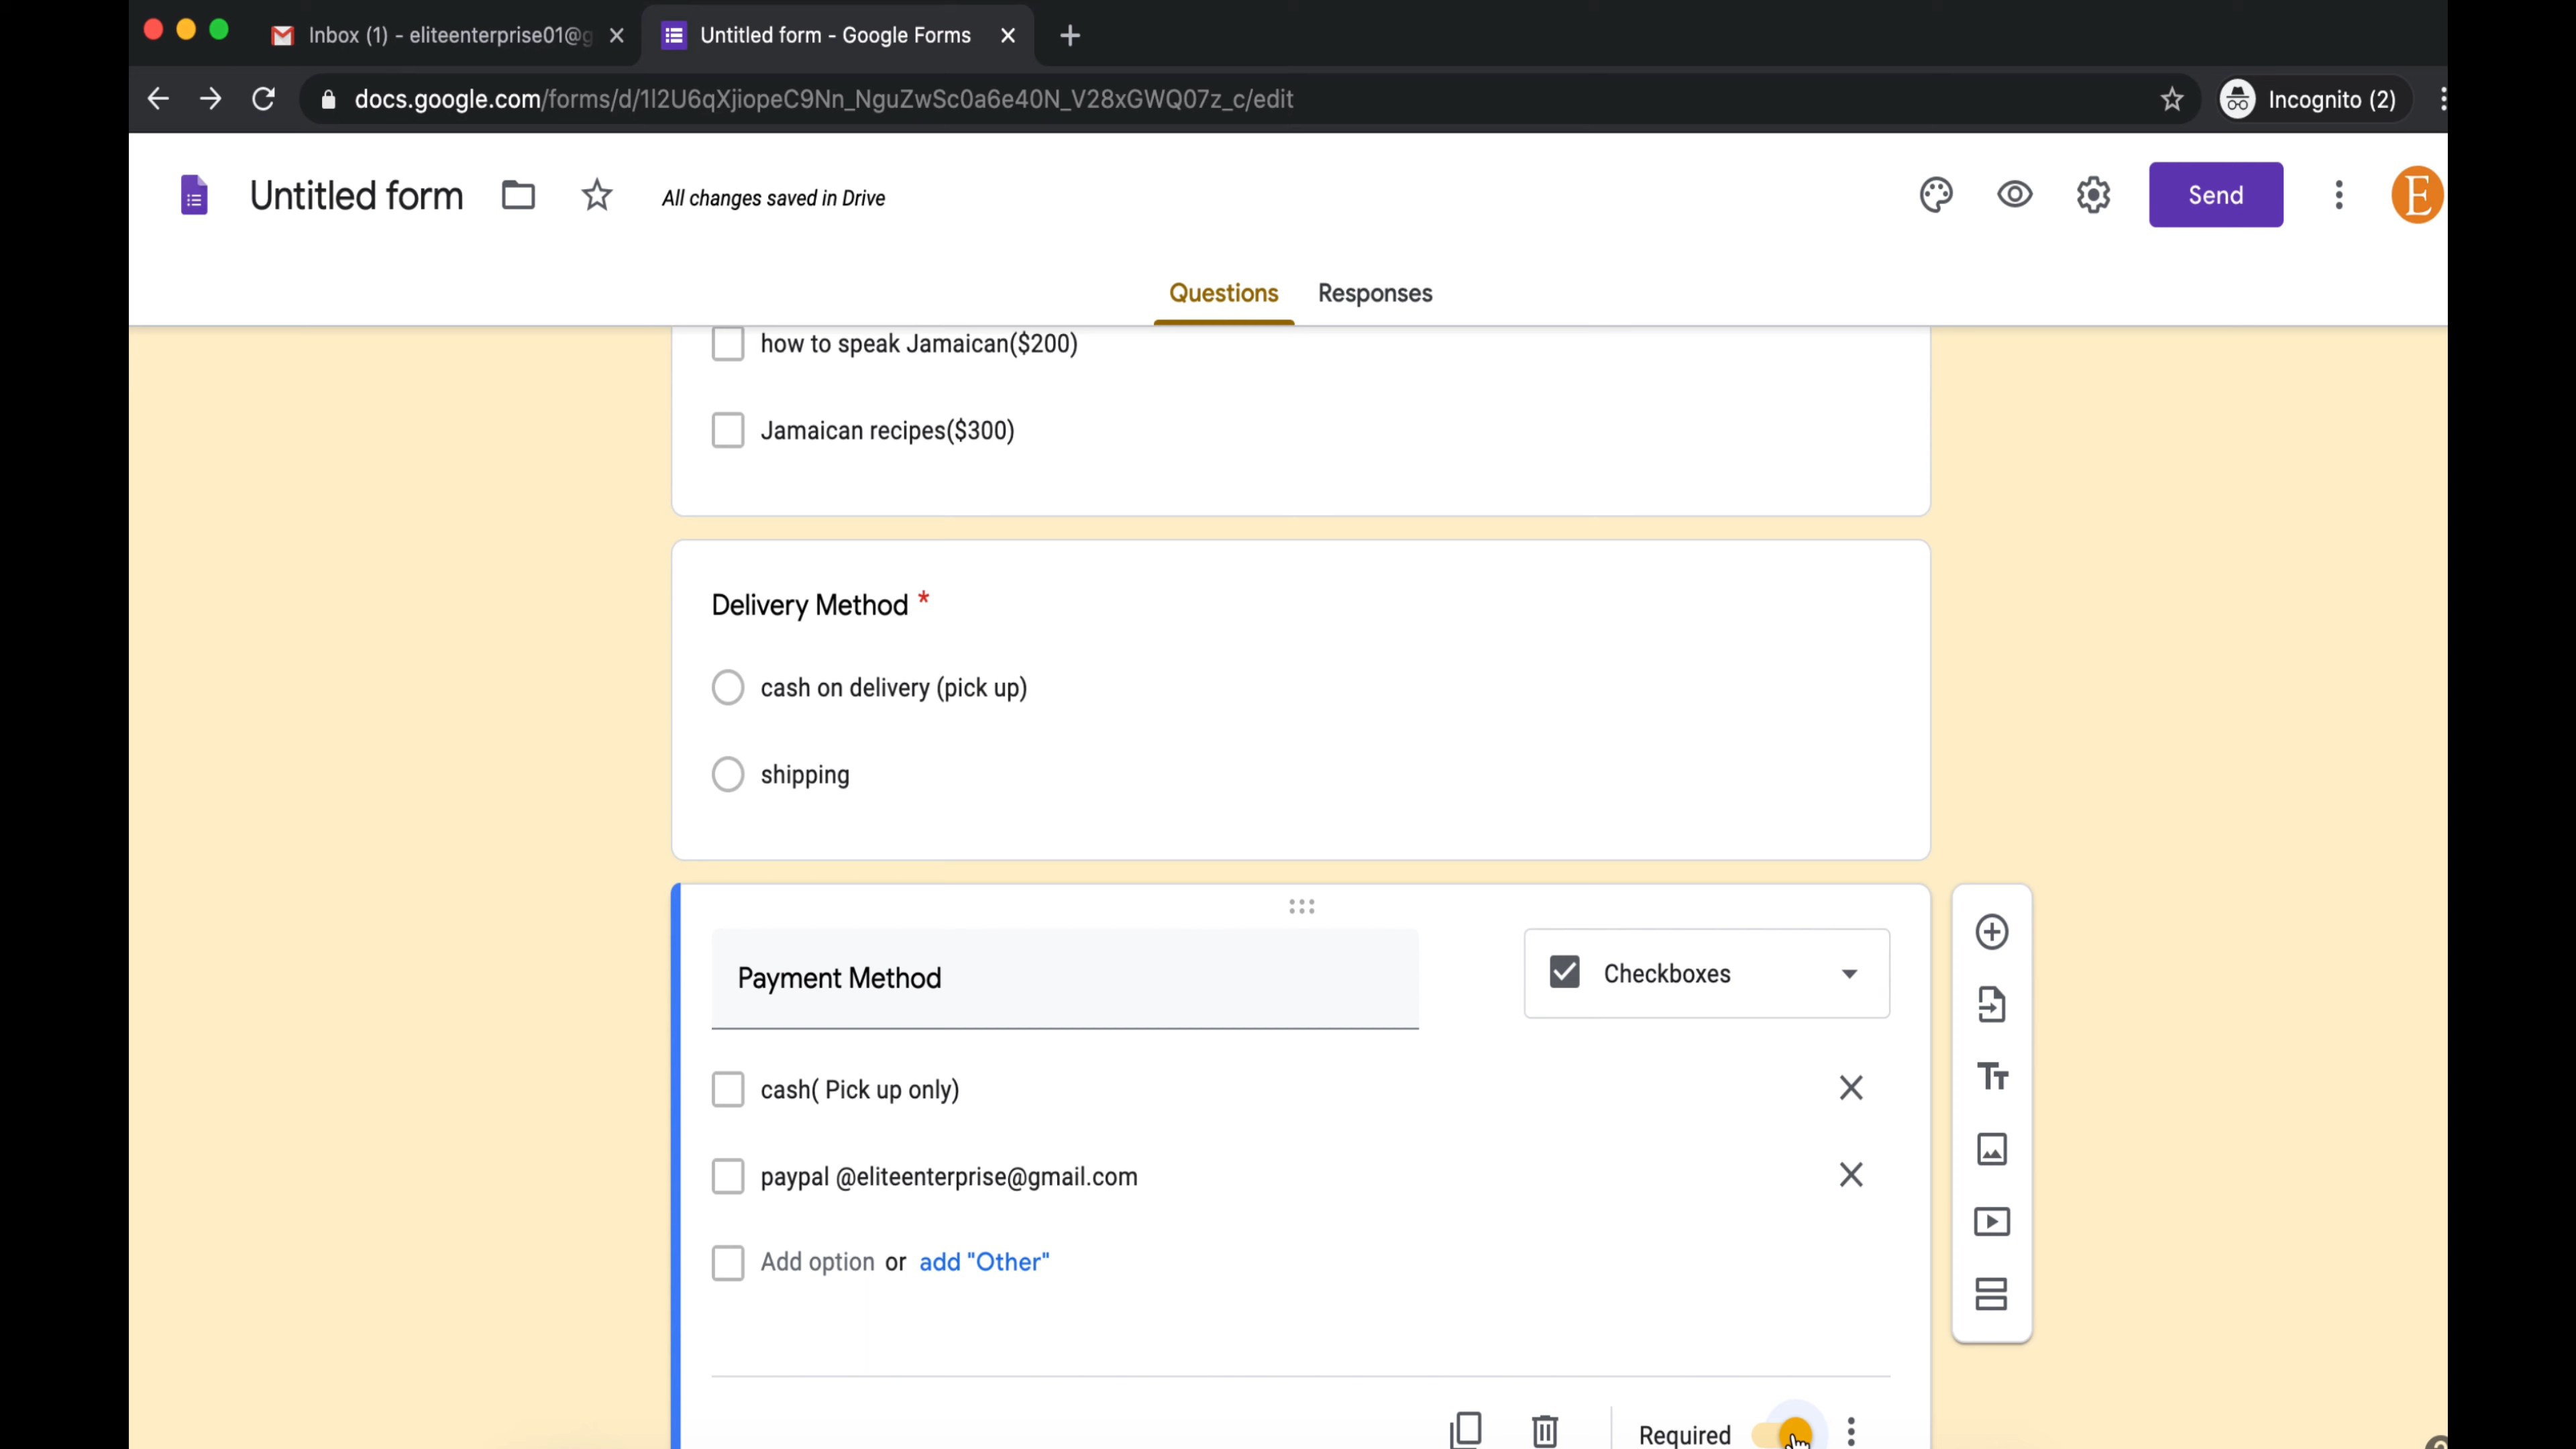 Inbox (1) - eliteenterprise01@g
Untitled form - Google Forms
docs.google.com/forms/d/1I2U6qXjiopeC9Nn_NguZwSc0a6e40N_V28xGWQ07z_c/edit
Incognito (2)
Untitled form
All changes saved in Drive
Send
E
Questions Responses
how to speak Jamaican($200)
Jamaican recipes($300)
Delivery Method *
cash on delivery (pick up)
shipping
Payment Method
Checkboxes
cash( Pick up only)
paypal @eliteenterprise@gmail.com
Add option or add "Other"
Required